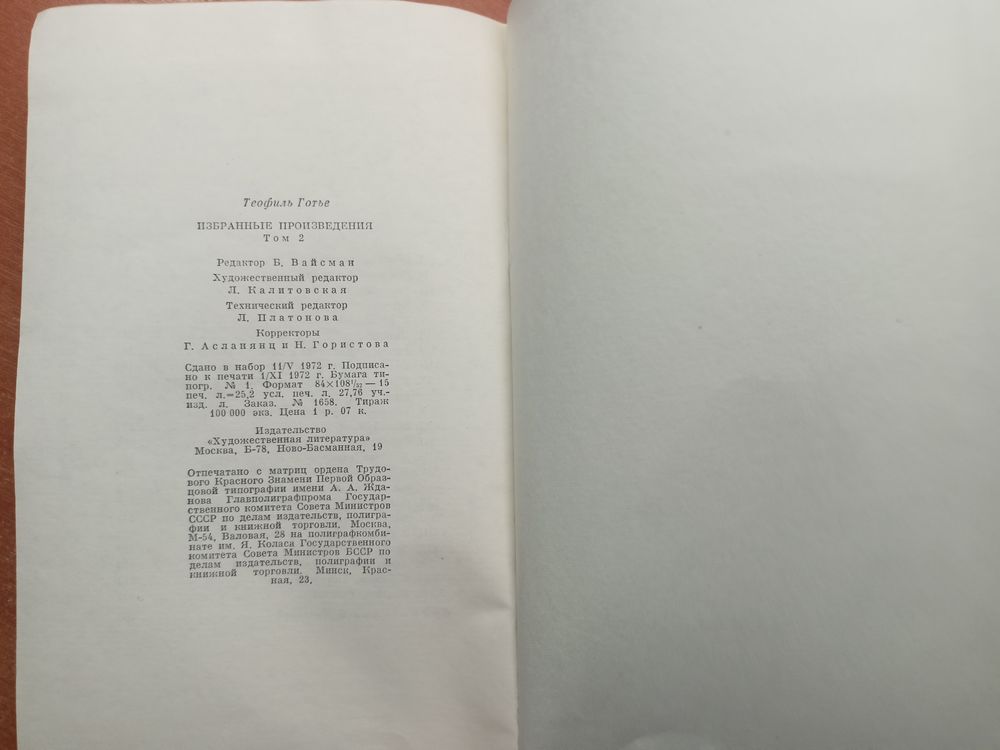 Теофиль Готье
ИЗБРАННЫЕ ПРОИЗВЕДЕНИЯ
Том 2
Редактор Б. Вайсман
Художественный редактор
Л. Калитовская
Технический редактор
Л. Платонова
Корректоры
Г. Асланянц и Н. Гористова
Сдано в набор 11/V 1972 г. Подписа-
но к печати 1/XI 1972 г. Бумага ти-
погр. № 1. Формат 84×108¹/₃₂ — 15
печ. л.=25,2 усл. печ. л. 27,76 уч.-
изд. л. Заказ. № 1658. Тираж
100 000 экз. Цена 1 р. 07 к.
Издательство
«Художественная литература»
Москва, Б-78, Ново-Басманная, 19
Отпечатано с матриц ордена Трудо-
вого Красного Знамени Первой Образ-
цовой типографии имени А. А. Жда-
нова Главполиграфпрома Государ-
ственного комитета Совета Министров
СССР по делам издательств, полигра-
фии и книжной торговли. Москва,
М-54, Валовая, 28 на полиграфкомби-
нате им. Я. Коласа Государственного
комитета Совета Министров БССР по
делам издательств, полиграфии и
книжной торговли. Минск, Крас-
ная, 23.